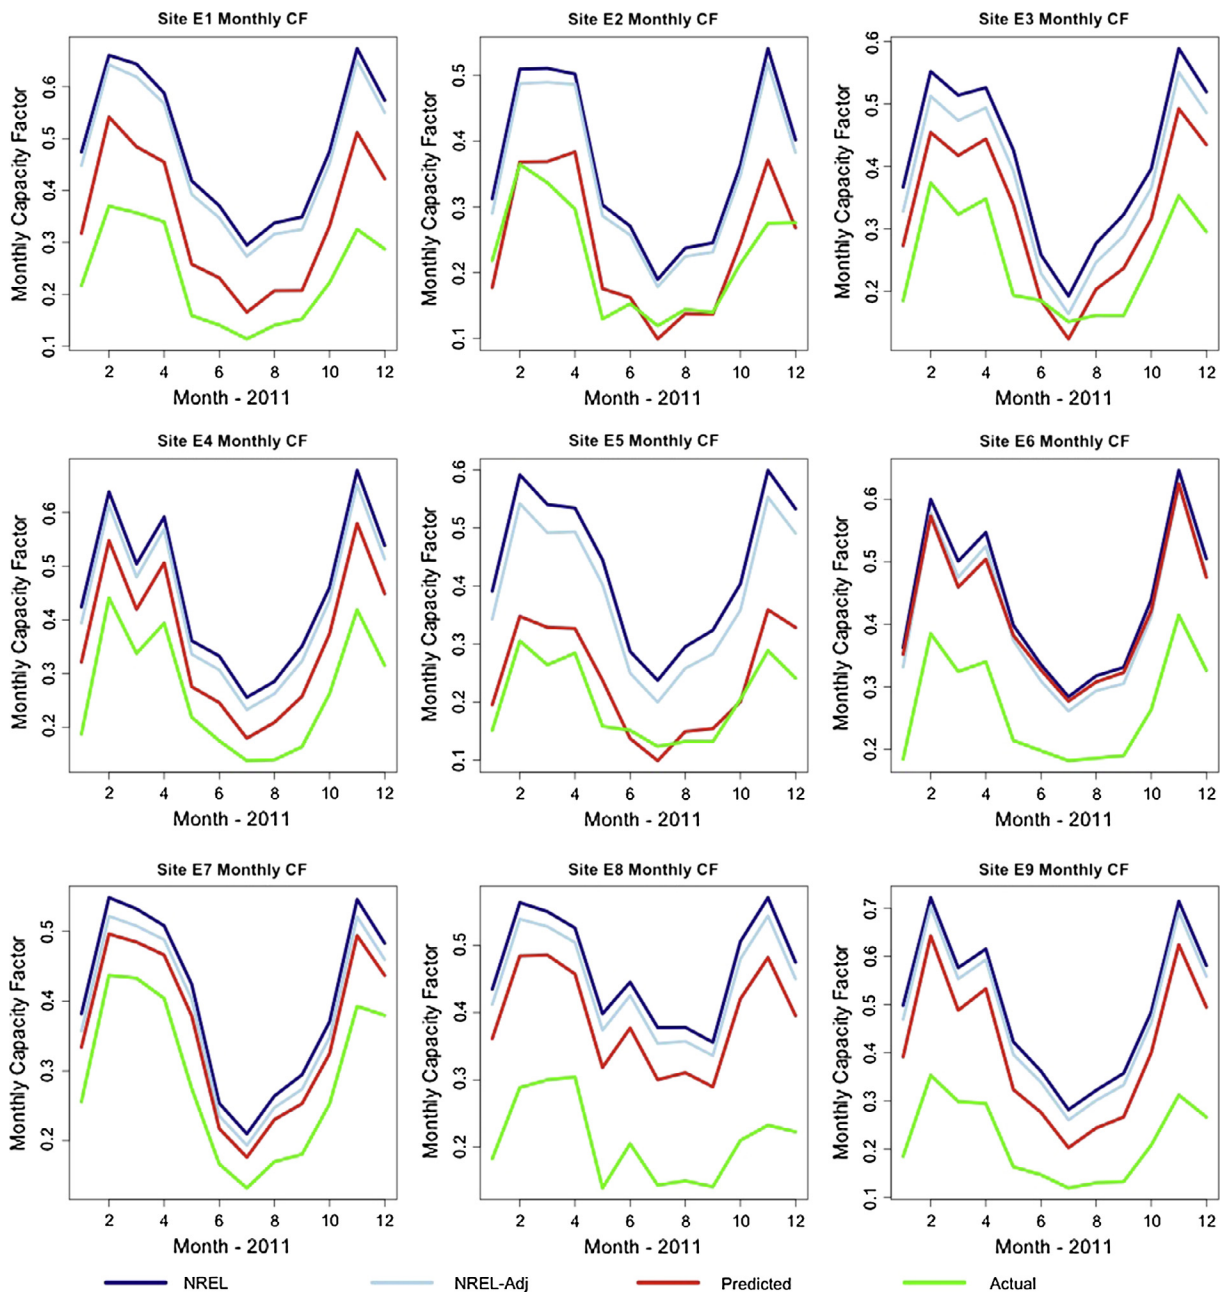 Site E1 Monthly CF
Site E2 Monthly CF
Site E3 Monthly CF
Monthly Capacity Factor
0.1 0.2 0.3 0.4 0.5 0.6
2 4 6 8 10 12
Month - 2011
Monthly Capacity Factor
0.1 0.2 0.3 0.4 0.5
2 4 6 8 10 12
Month - 2011
Monthly Capacity Factor
0.2 0.3 0.4 0.5 0.6
2 4 6 8 10 12
Month - 2011
Site E4 Monthly CF
Site E5 Monthly CF
Site E6 Monthly CF
Monthly Capacity Factor
0.2 0.3 0.4 0.5 0.6
2 4 6 8 10 12
Month - 2011
Monthly Capacity Factor
0.1 0.2 0.3 0.4 0.5 0.6
2 4 6 8 10 12
Month - 2011
Monthly Capacity Factor
0.2 0.3 0.4 0.5 0.6
2 4 6 8 10 12
Month - 2011
Site E7 Monthly CF
Site E8 Monthly CF
Site E9 Monthly CF
Monthly Capacity Factor
0.2 0.3 0.4 0.5
2 4 6 8 10 12
Month - 2011
Monthly Capacity Factor
0.2 0.3 0.4 0.5
2 4 6 8 10 12
Month - 2011
Monthly Capacity Factor
0.1 0.2 0.3 0.4 0.5 0.6 0.7
2 4 6 8 10 12
Month - 2011
NREL NREL-Adj Predicted Actual